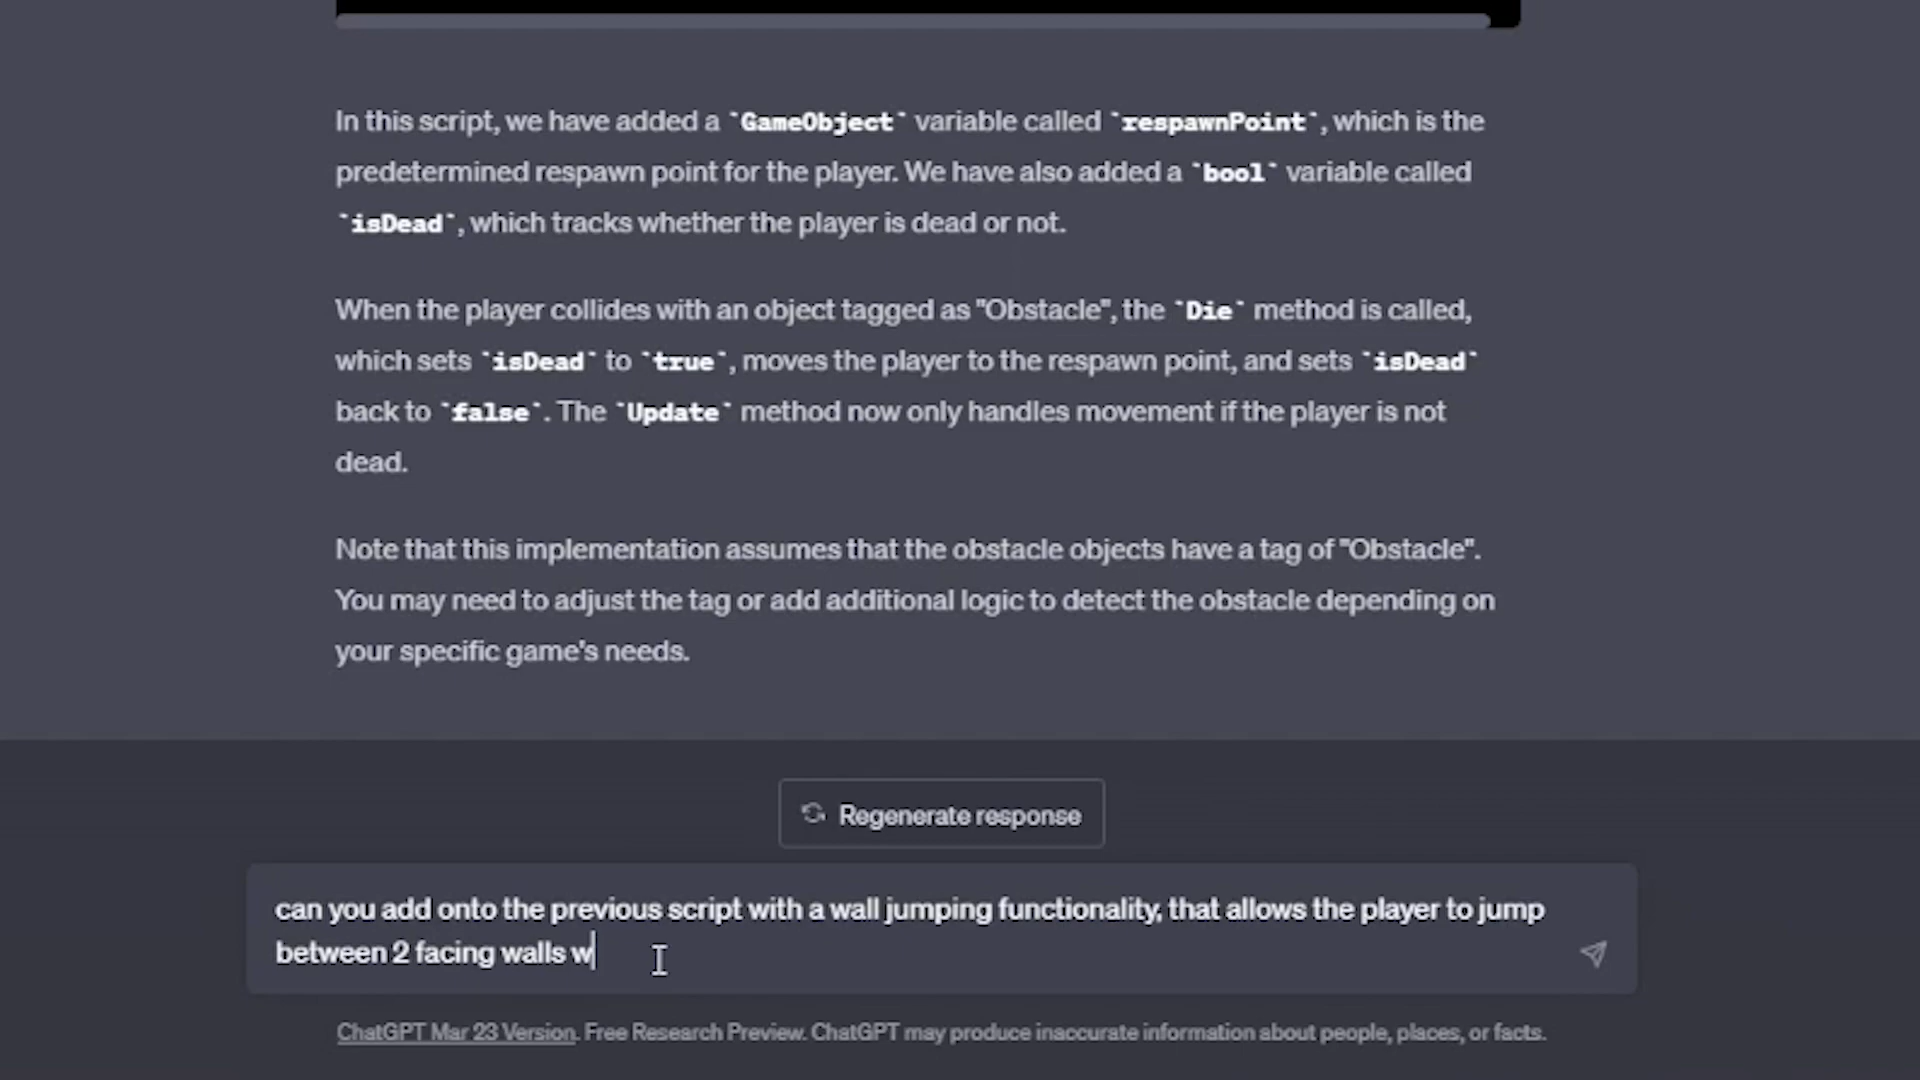 In this script, we have added a `GameObject` variable called `respawnPoint`, which is the
predetermined respawn point for the player. We have also added a `bool` variable called
`isDead`, which tracks whether the player is dead or not.
When the player collides with an object tagged as "Obstacle", the `Die` method is called,
which sets `isDead` to `true`, moves the player to the respawn point, and sets `isDead`
back to `false`. The `Update` method now only handles movement if the player is not
dead.
Note that this implementation assumes that the obstacle objects have a tag of "Obstacle".
You may need to adjust the tag or add additional logic to detect the obstacle depending on
your specific game's needs.
Regenerate response
can you add onto the previous script with a wall jumping functionality, that allows the player to jump
between 2 facing walls w
ChatGPT Mar 23 Version. Free Research Preview. ChatGPT may produce inaccurate information about people, places, or facts.